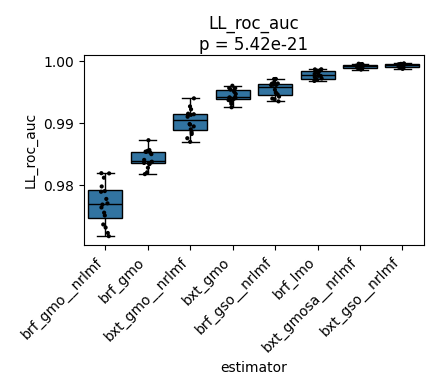 LL_roc_auc
p = 5.42e-21
1.00
0.99
0.98
LL_roc_auc
brf_gmo__nrlmf
brf_gmo
bxt_gmo__nrlmf
bxt_gmo
brf_gso__nrlmf
brf_lmo
bxt_gmosa__nrlmf
bxt_gso__nrlmf
estimator